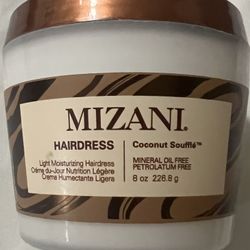 MIZANI.
HAIRDRESS
Light Moisturizing Hairdress
Crème du-Jour Nutrition Légère
Crema Humectante Ligera
Coconut Soufflé™
MINERAL OIL FREE
PETROLATUM FREE
8 oz 226.8 g